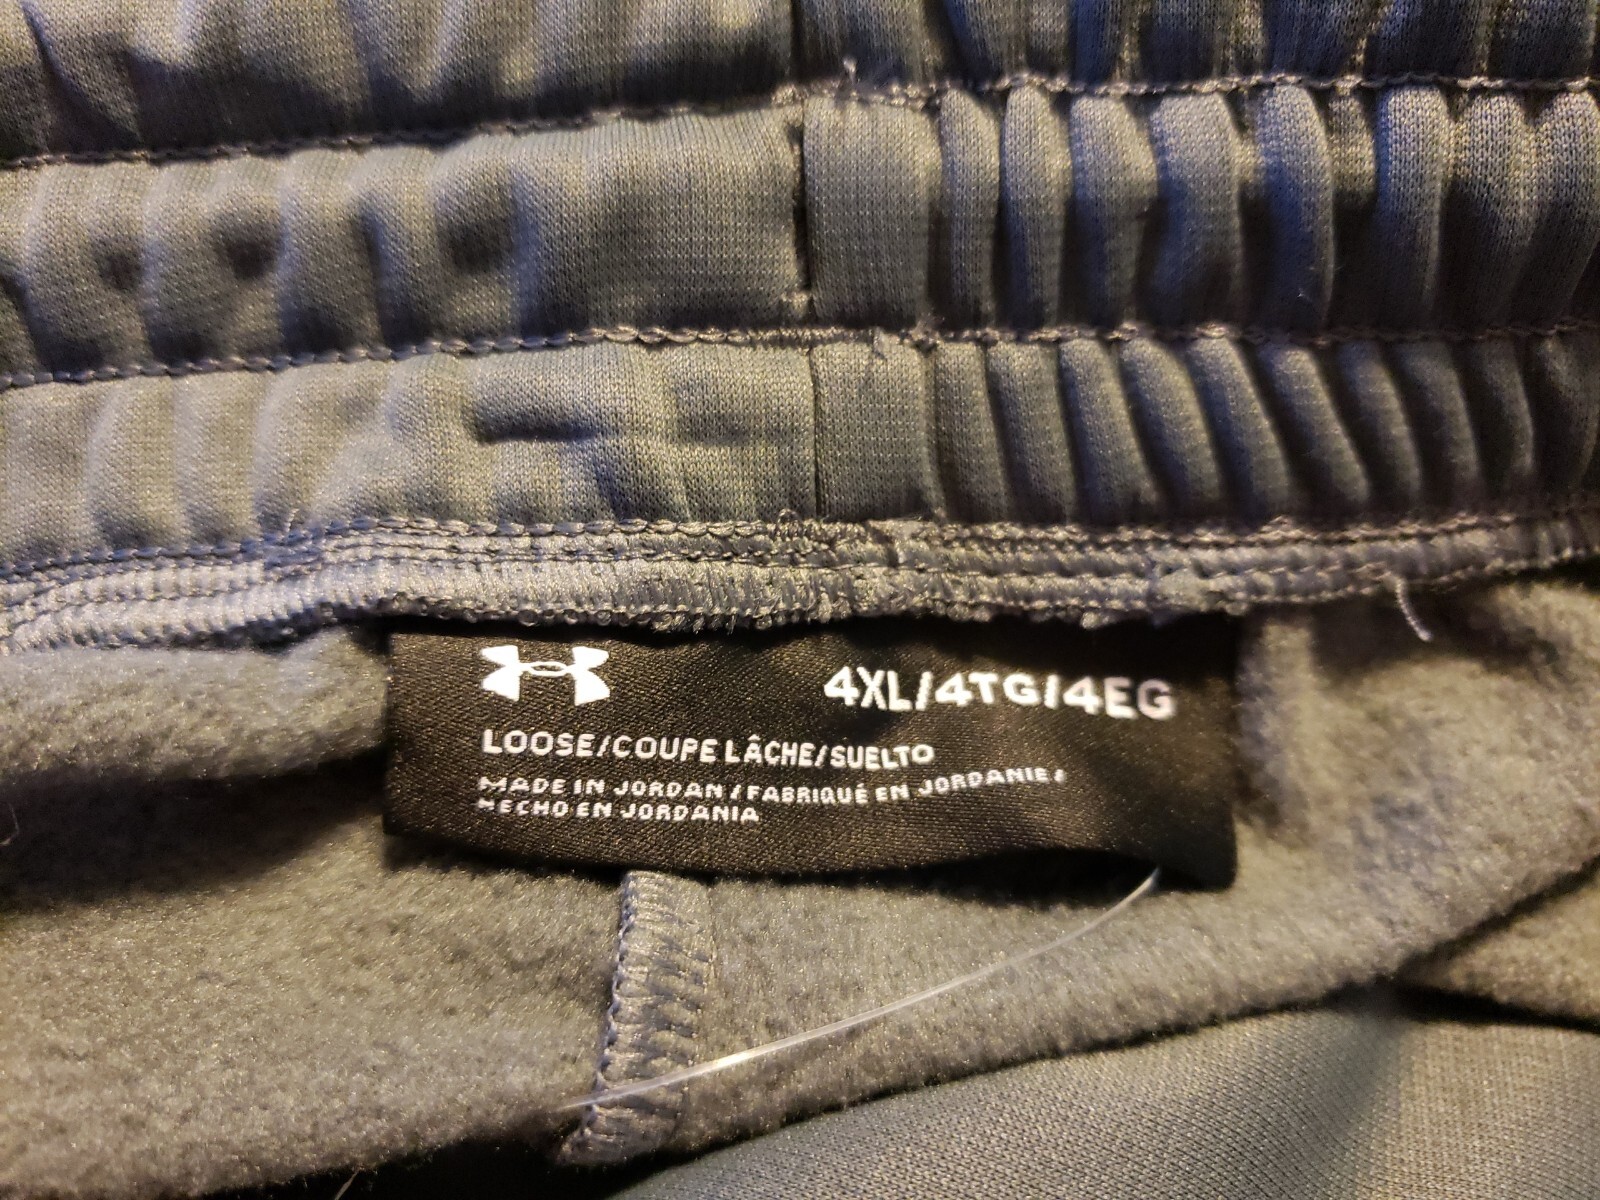 4XL/4TG/4EG
LOOSE/COUPE LÂCHE/SUELTO
MADE IN JORDAN / FABRIQUÉ EN JORDANIE /
HECHO EN JORDANIA